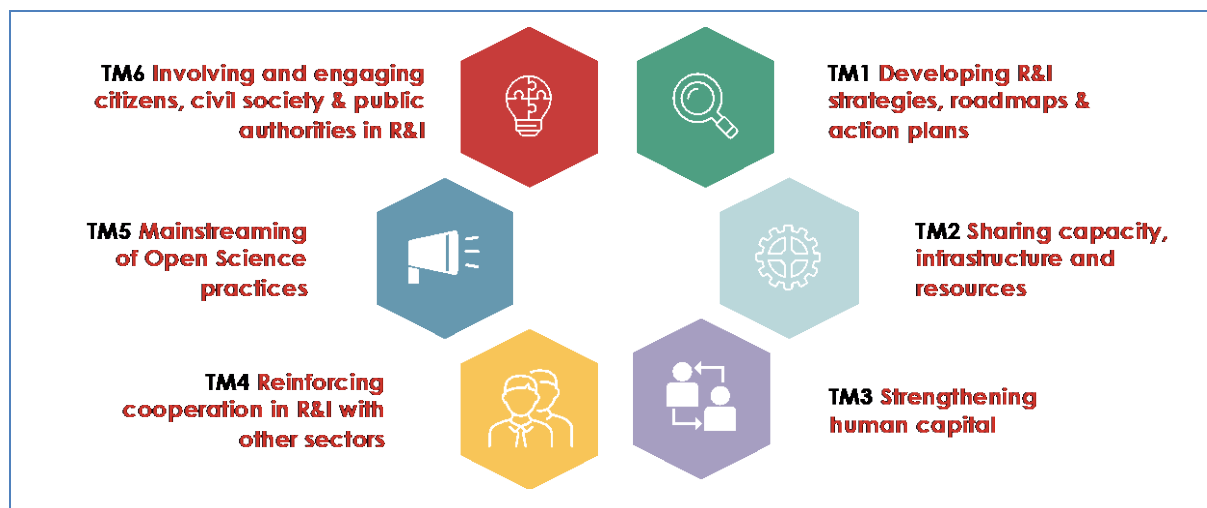 TM6 Involving and engaging
citizens, civil society & public
authorities in R&I
TM1 Developing R&I
strategies, roadmaps &
action plans
TM5 Mainstreaming
of Open Science
practices
TM2 Sharing capacity,
infrastructure and
resources
TM4 Reinforcing
cooperation in R&I with
other sectors
TM3 Strengthening
human capital